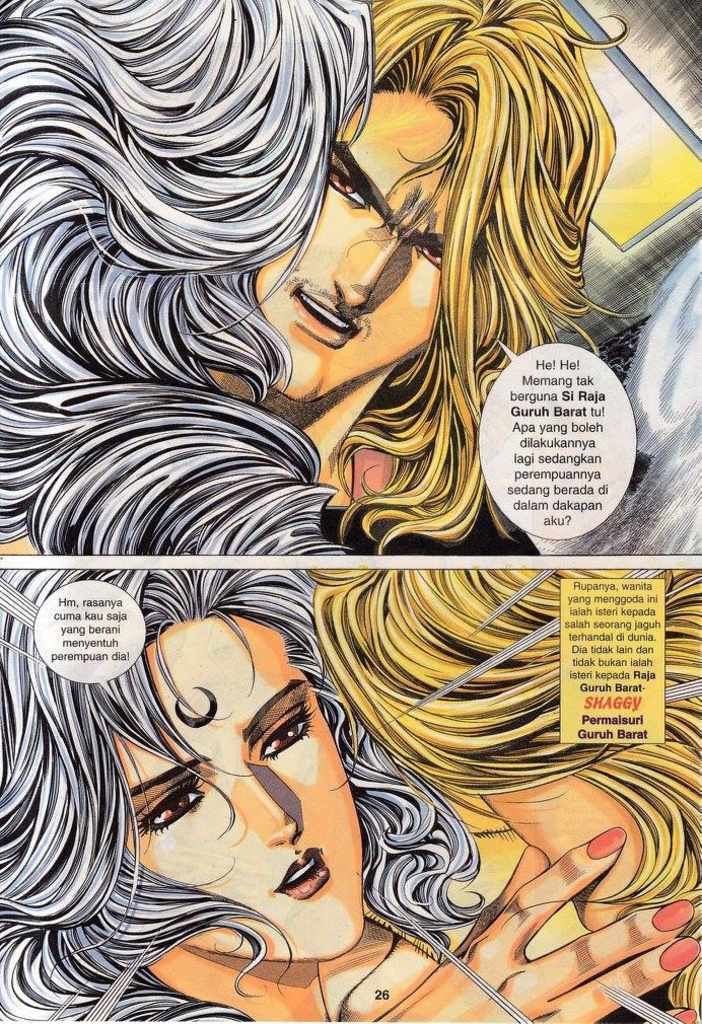 He! He!
Memang tak
berguna Si Raja
Guruh Barat tu!
Apa yang boleh
dilakukannya
lagi sedangkan
perempuannya
sedang berada di
dalam dakapan
aku?
Hm, rasanya
cuma kau saja
yang berani
menyentuh
perempuan dia!
Rupanya, wanita
yang menggoda ini
ialah isteri kepada
salah seorang jaguh
terhandal di dunia.
Dia tidak lain dan
tidak bukan ialah
isteri kepada Raja
Guruh Barat-
SHAGGY
Permaisuri
Guruh Barat
26